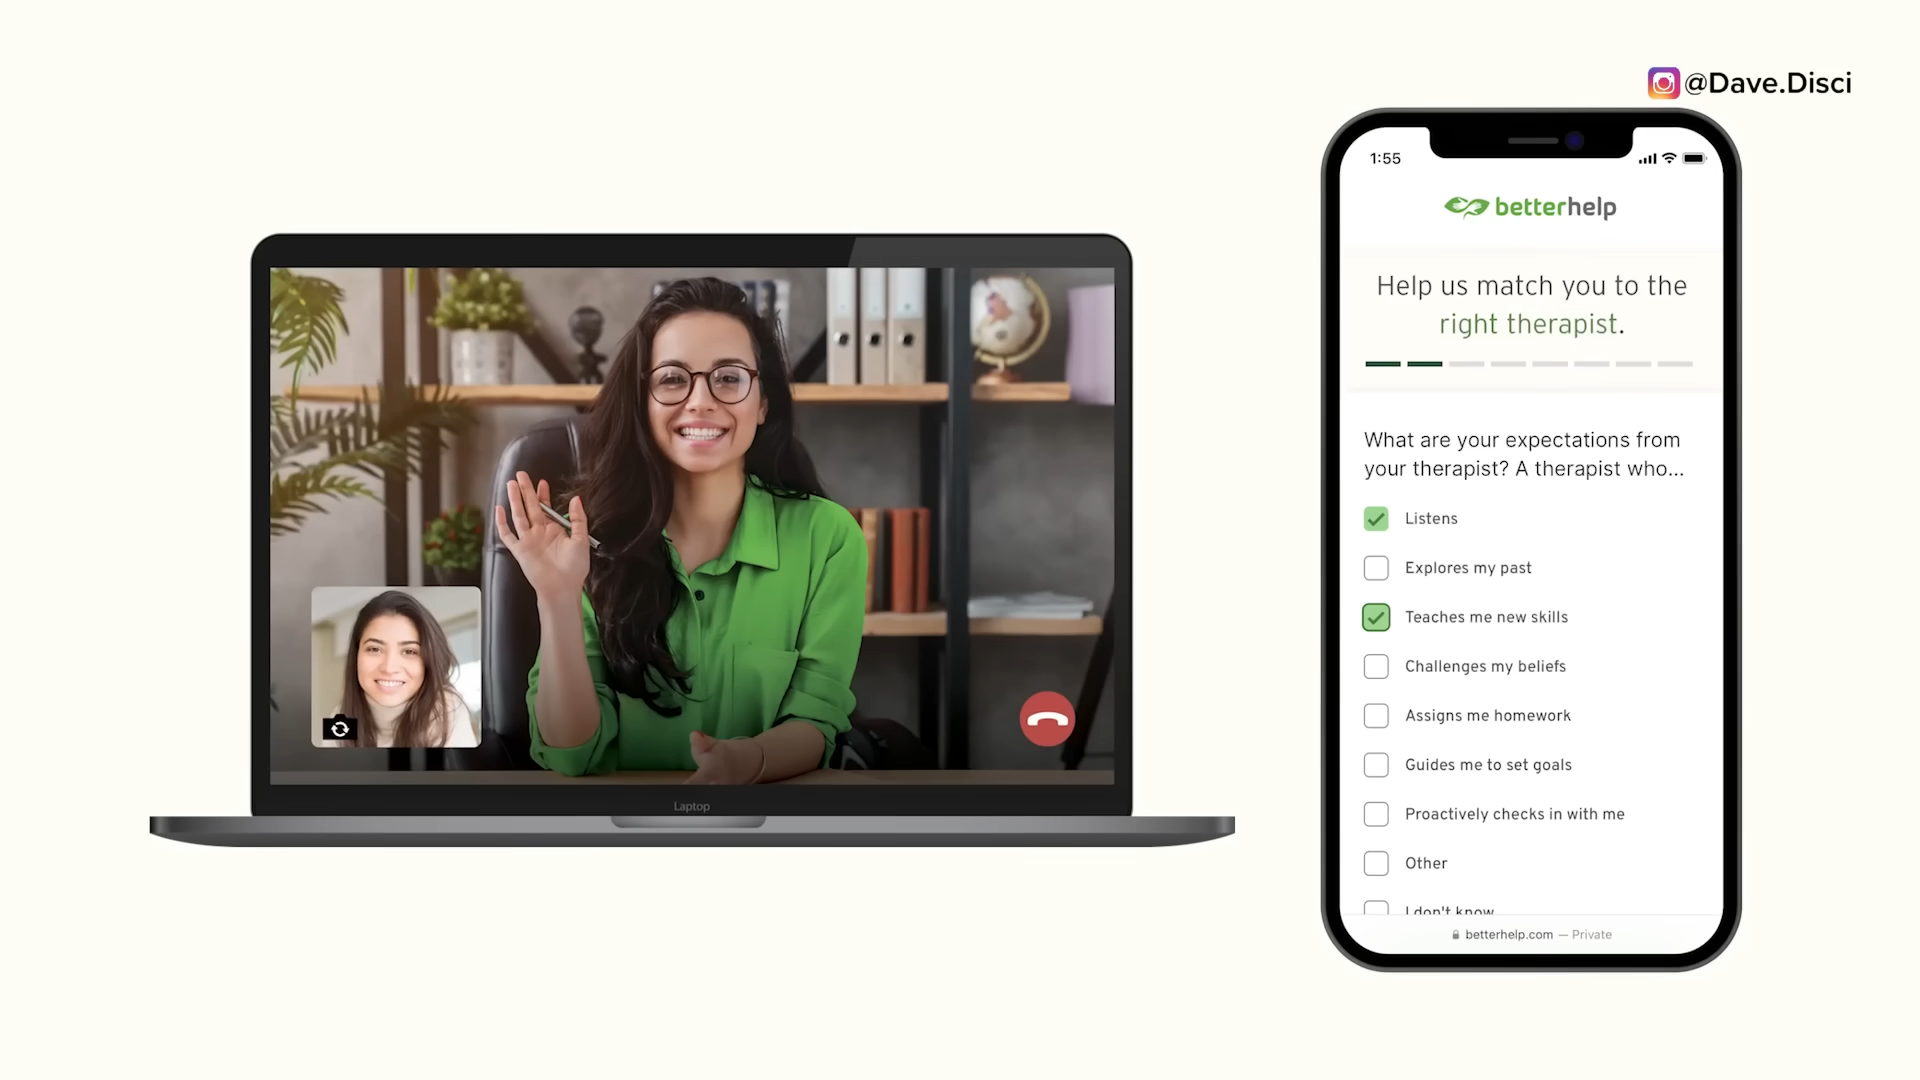 @Dave.Disci
1:55
betterhelp
Help us match you to the
right therapist.
What are your expectations from
your therapist? A therapist who...
Listens
Explores my past
Teaches me new skills
Challenges my beliefs
Assigns me homework
Guides me to set goals
Proactively checks in with me
Other
I don't know
betterhelp.com — Private
Laptop